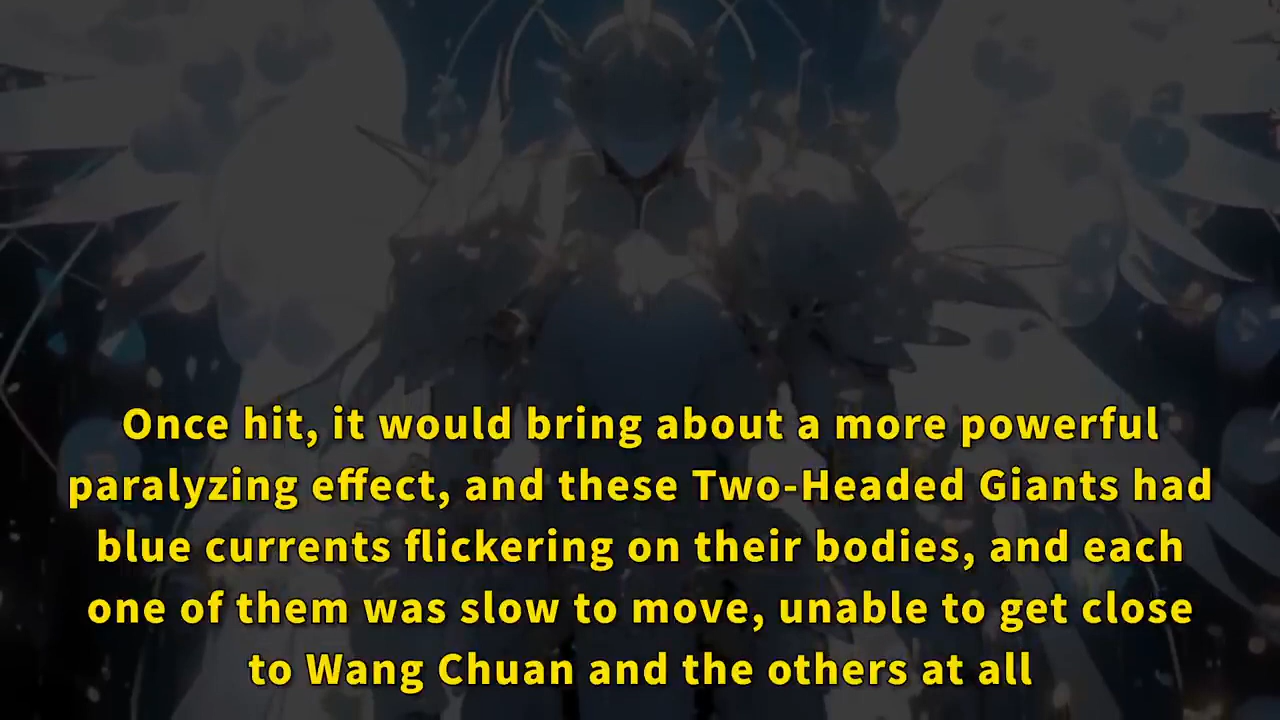 Once hit, it would bring about a more powerful
paralyzing effect, and these Two-Headed Giants had
blue currents flickering on their bodies, and each
one of them was slow to move, unable to get close
to Wang Chuan and the others at all